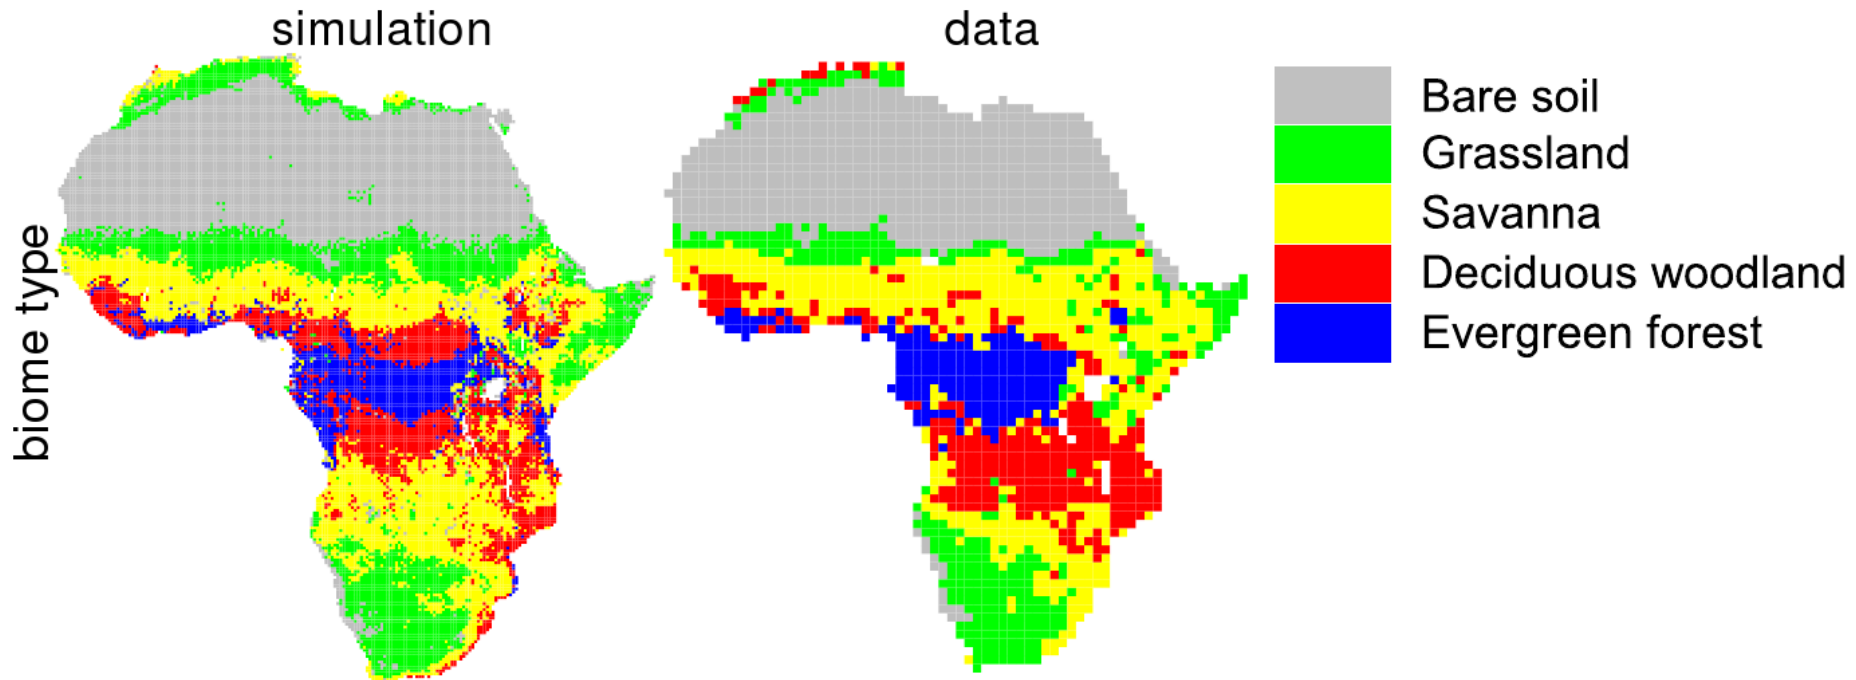 simulation
data
biome type
Bare soil
Grassland
Savanna
Deciduous woodland
Evergreen forest